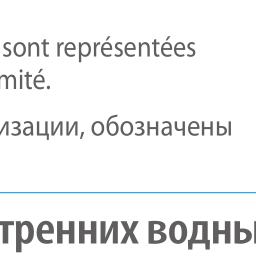 sont représentées
mité.
изации, обозначены
тренних водны